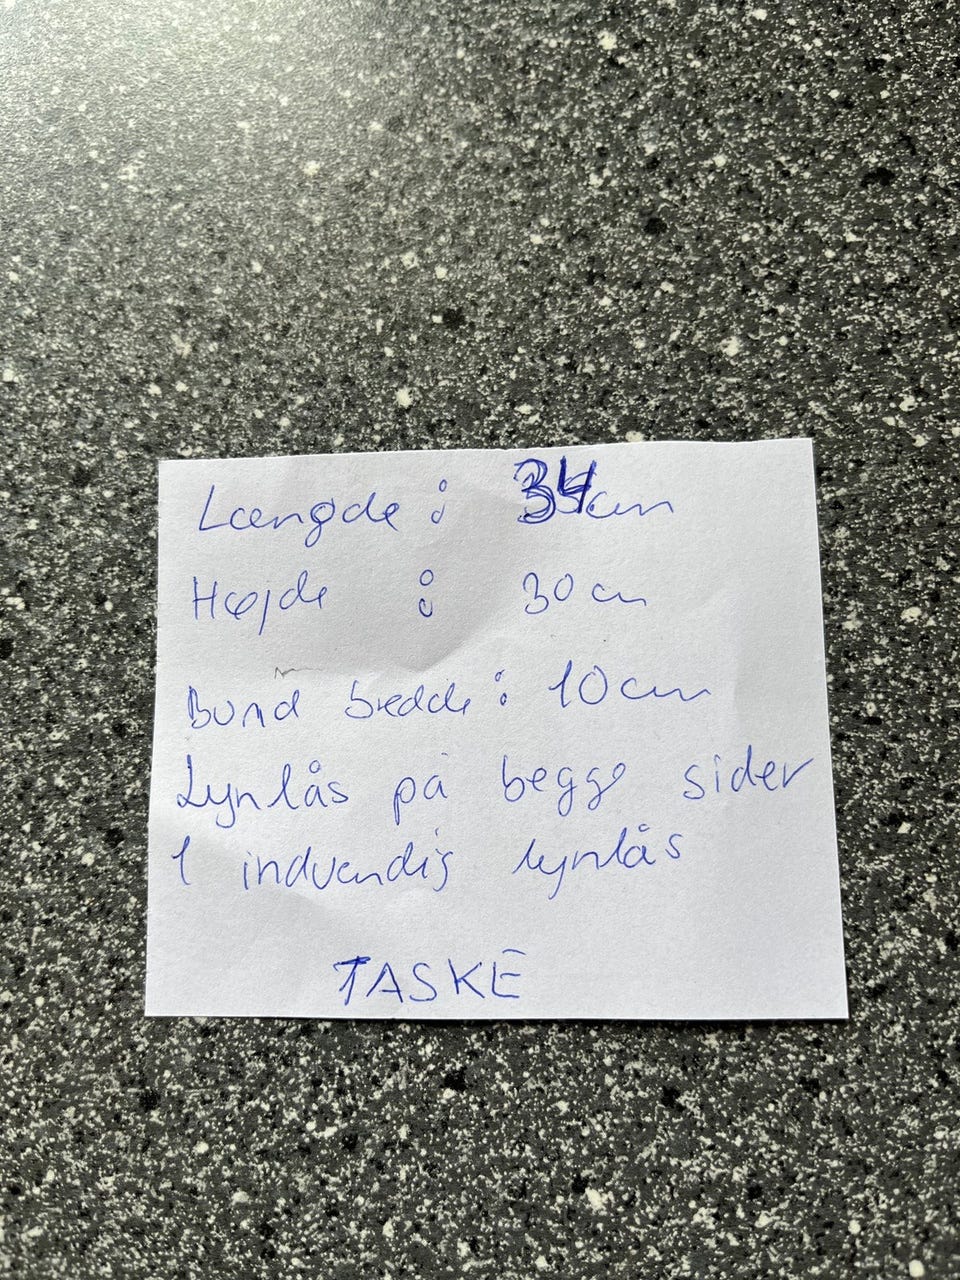 Længde : 34cm
Højde : 30cm
Bund bredde : 10cm
Lynlås på begge sider
1 indvendig lynlås
TASKE